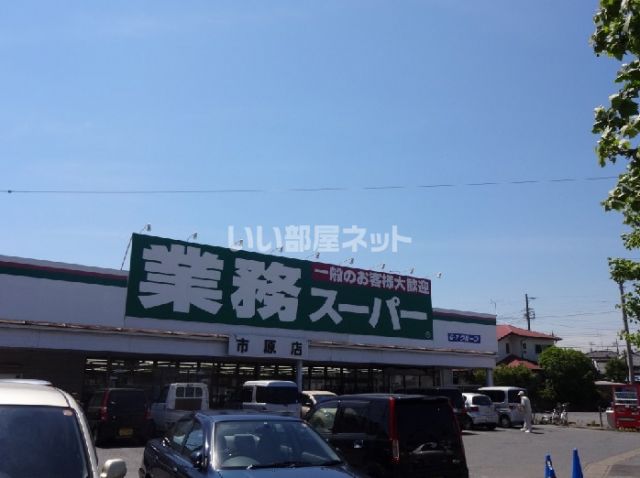 いい部屋ネット
一般のお客様大歓迎
業務スーパー
市原店